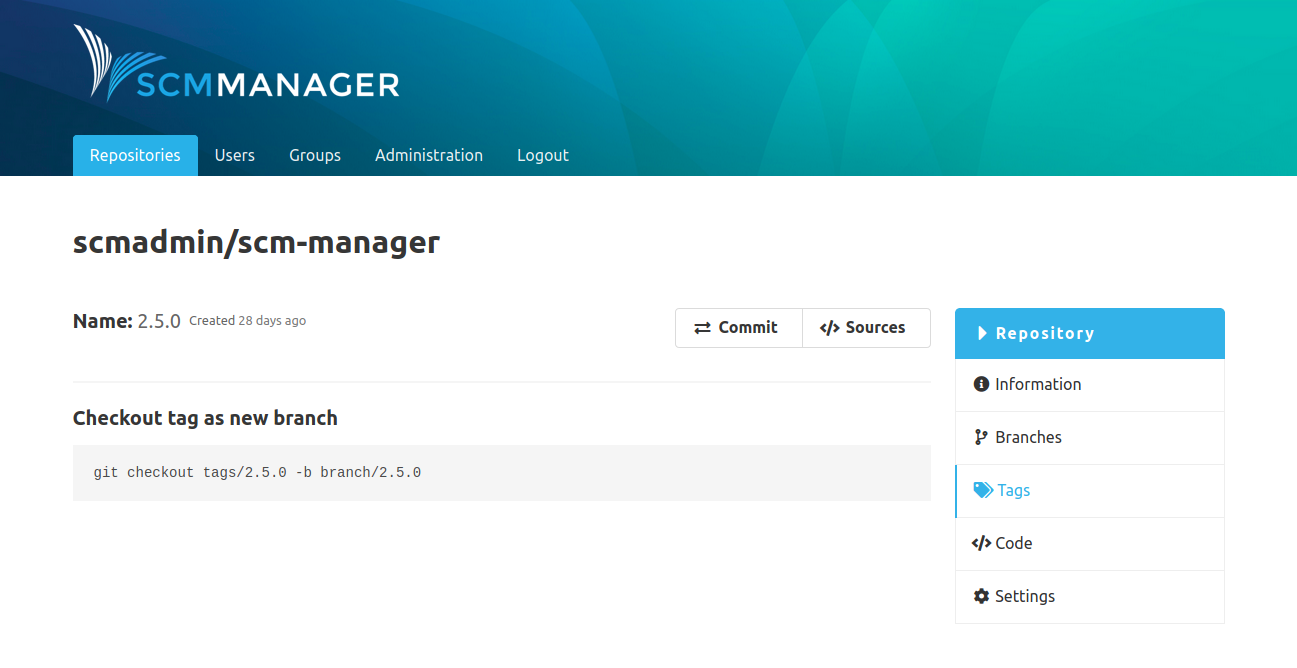 SCMMANAGER
Repositories Users Groups Administration Logout
scmadmin/scm-manager
Name: 2.5.0 Created 28 days ago
Commit Sources
Checkout tag as new branch
git checkout tags/2.5.0 -b branch/2.5.0
Repository
Information
Branches
Tags
Code
Settings